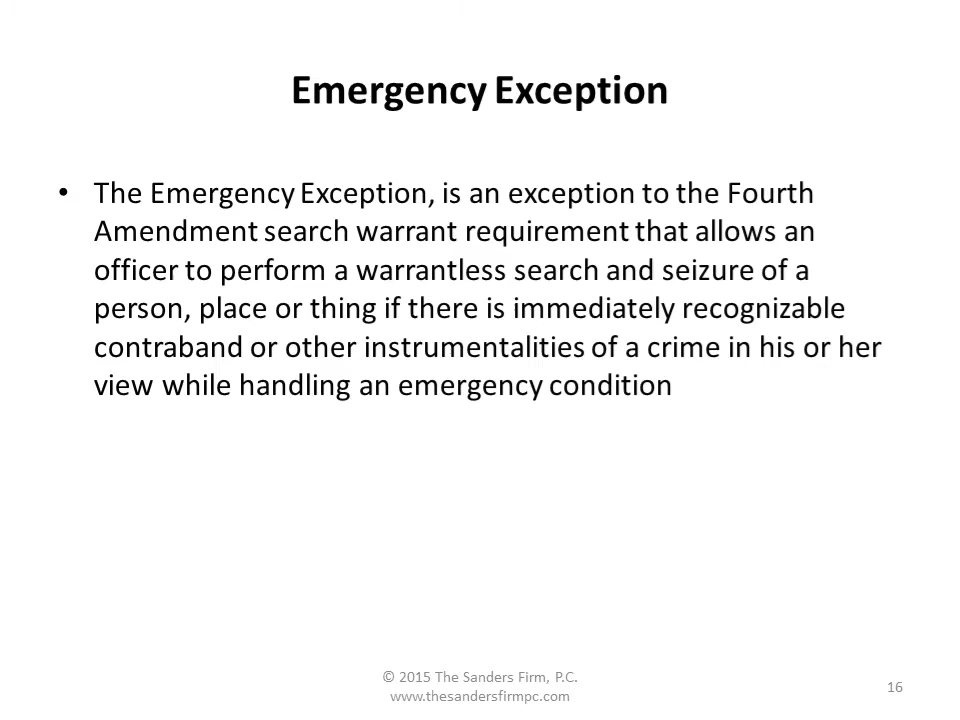 Emergency Exception
• The Emergency Exception, is an exception to the Fourth
Amendment search warrant requirement that allows an
officer to perform a warrantless search and seizure of a
person, place or thing if there is immediately recognizable
contraband or other instrumentalities of a crime in his or her
view while handling an emergency condition
© 2015 The Sanders Firm, P.C.
www.thesandersfirmpc.com
16